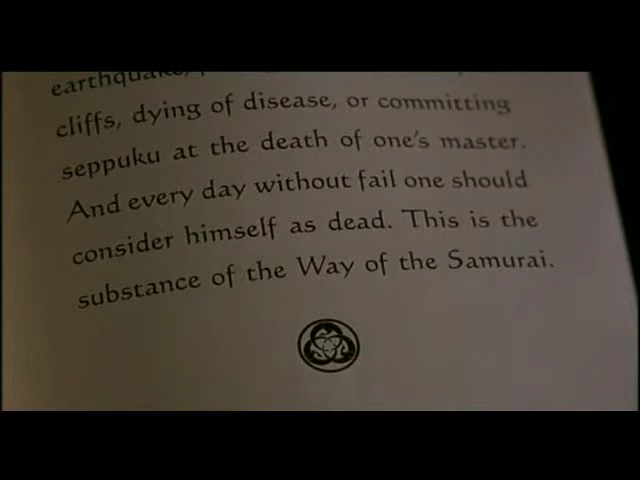 earthquake,
cliffs, dying of disease, or committing
seppuku at the death of one's master.
And every day without fail one should
consider himself as dead. This is the
substance of the Way of the Samurai.